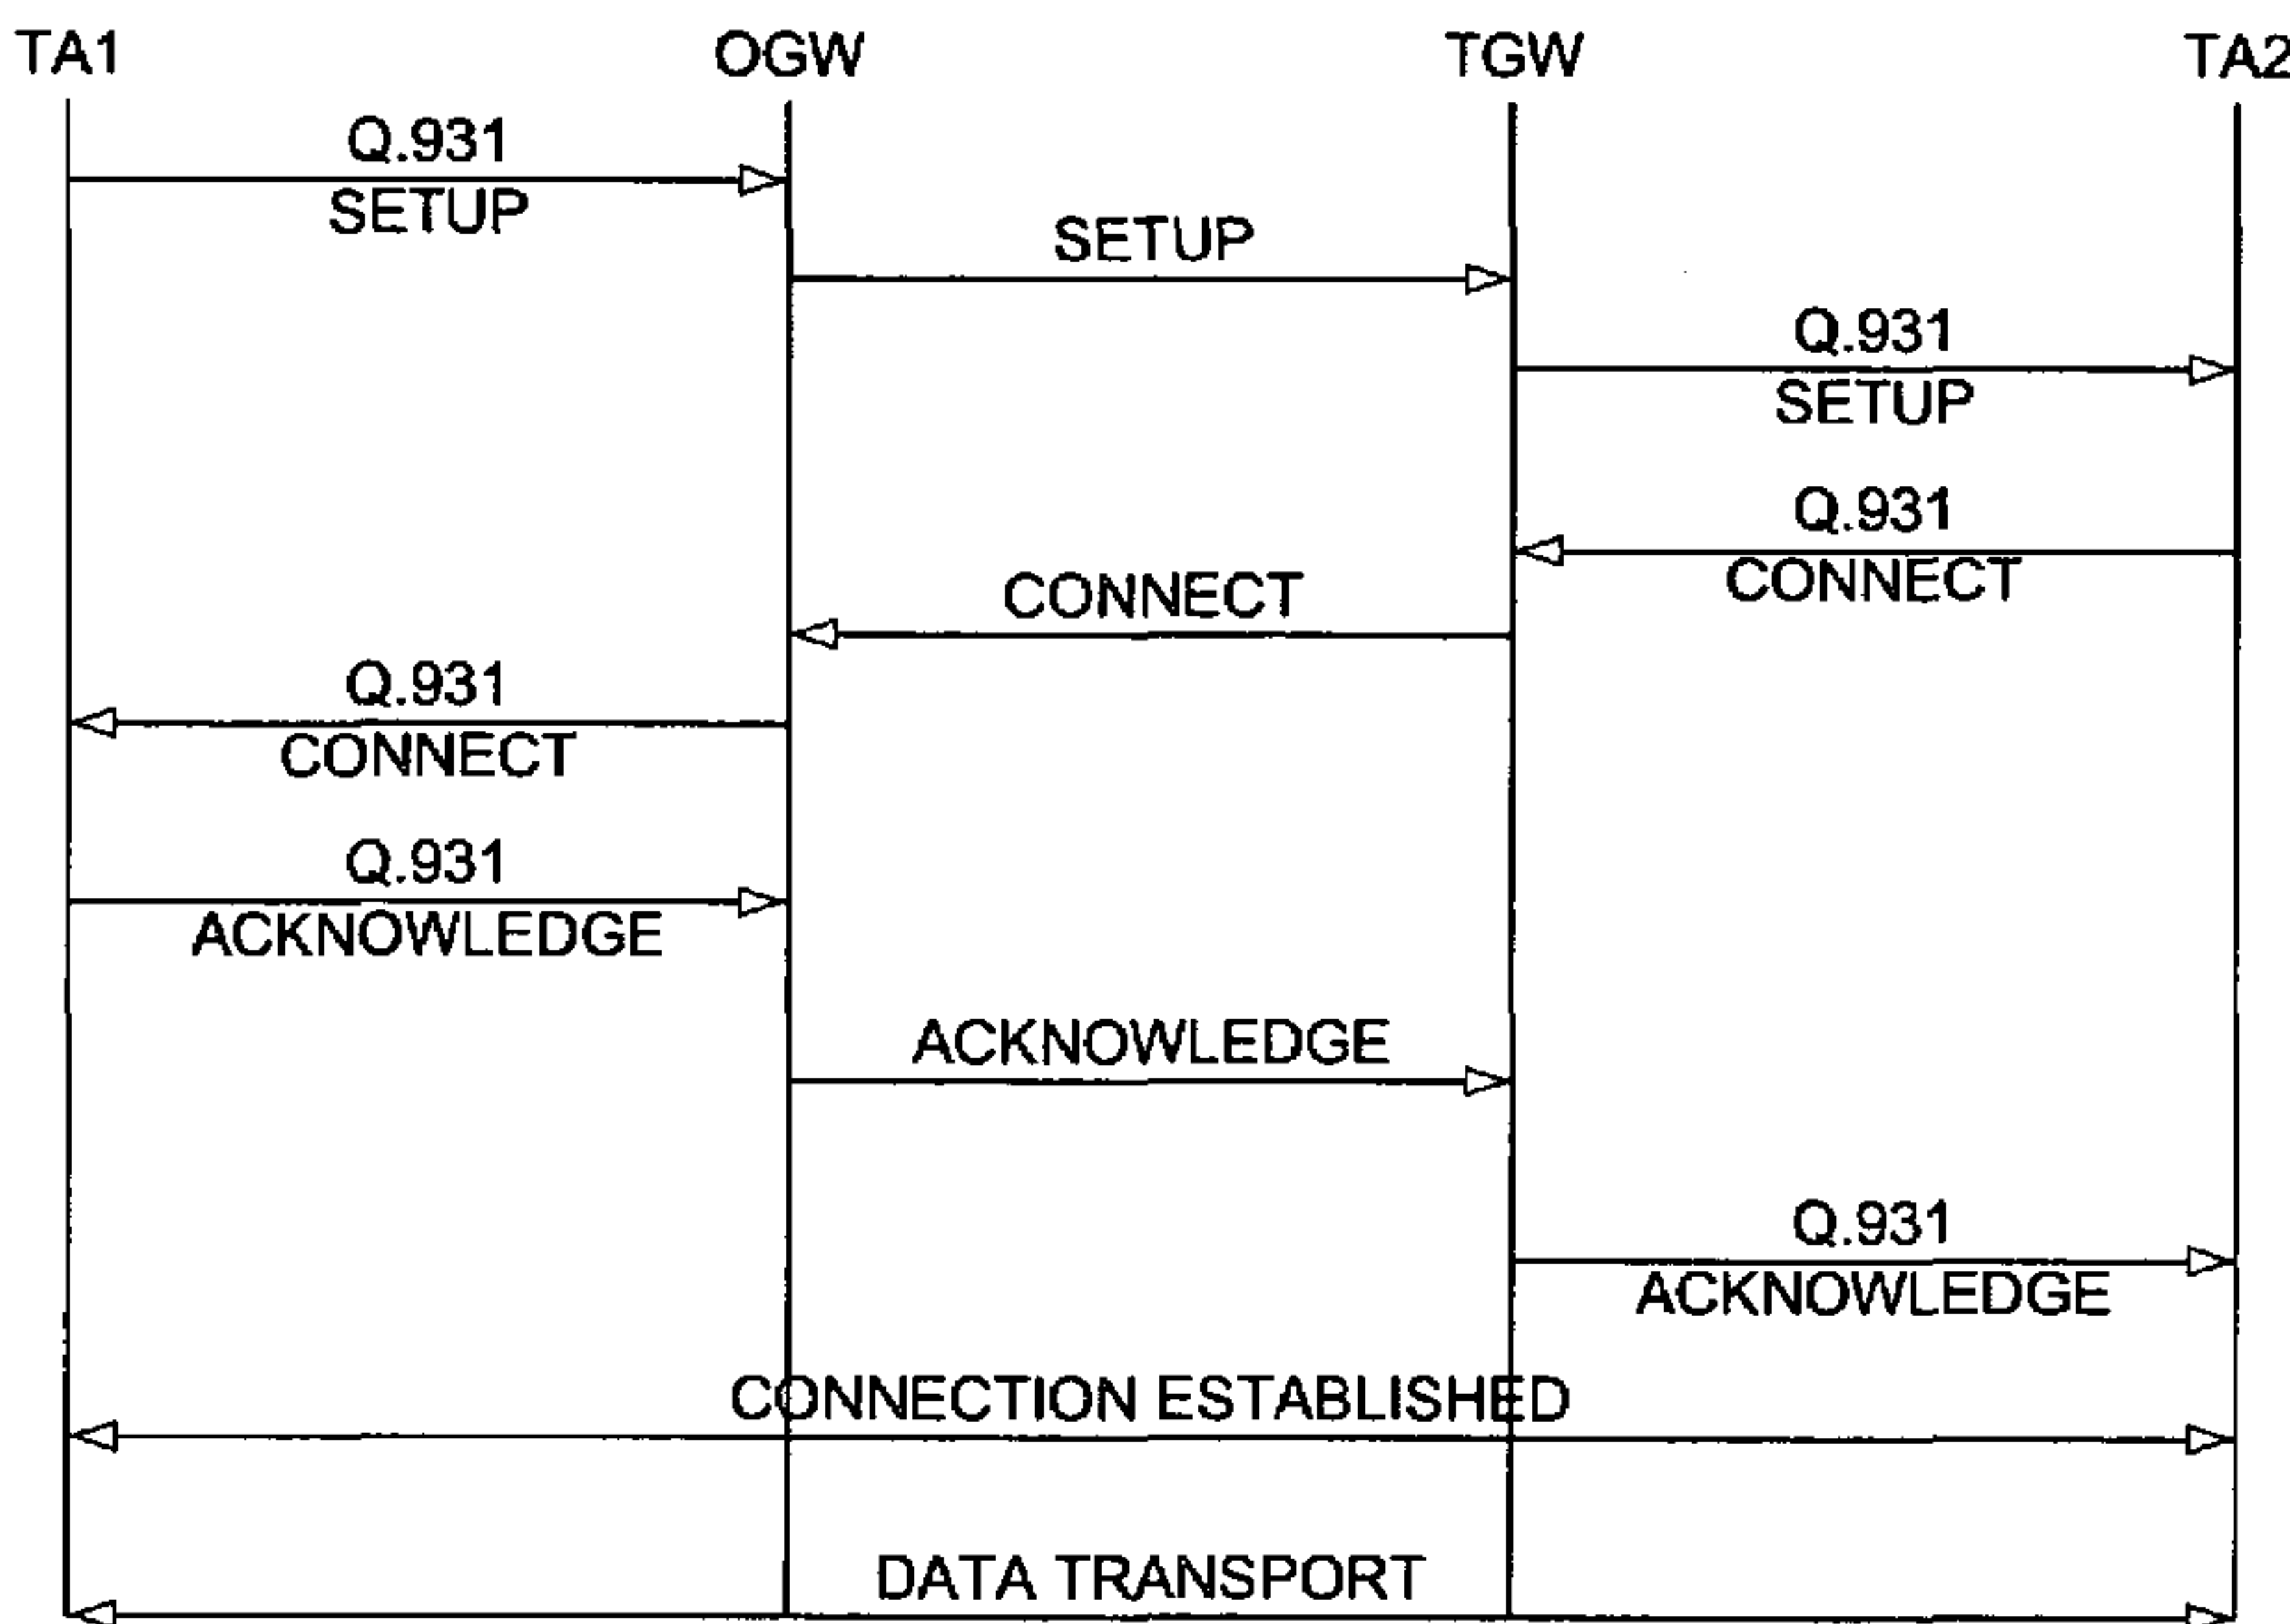 TA1 OGW TGW TA2
Q.931
SETUP
SETUP
Q.931
SETUP
Q.931
CONNECT
CONNECT
Q.931
CONNECT
Q.931
ACKNOWLEDGE
ACKNOWLEDGE
Q.931
ACKNOWLEDGE
CONNECTION ESTABLISHED
DATA TRANSPORT